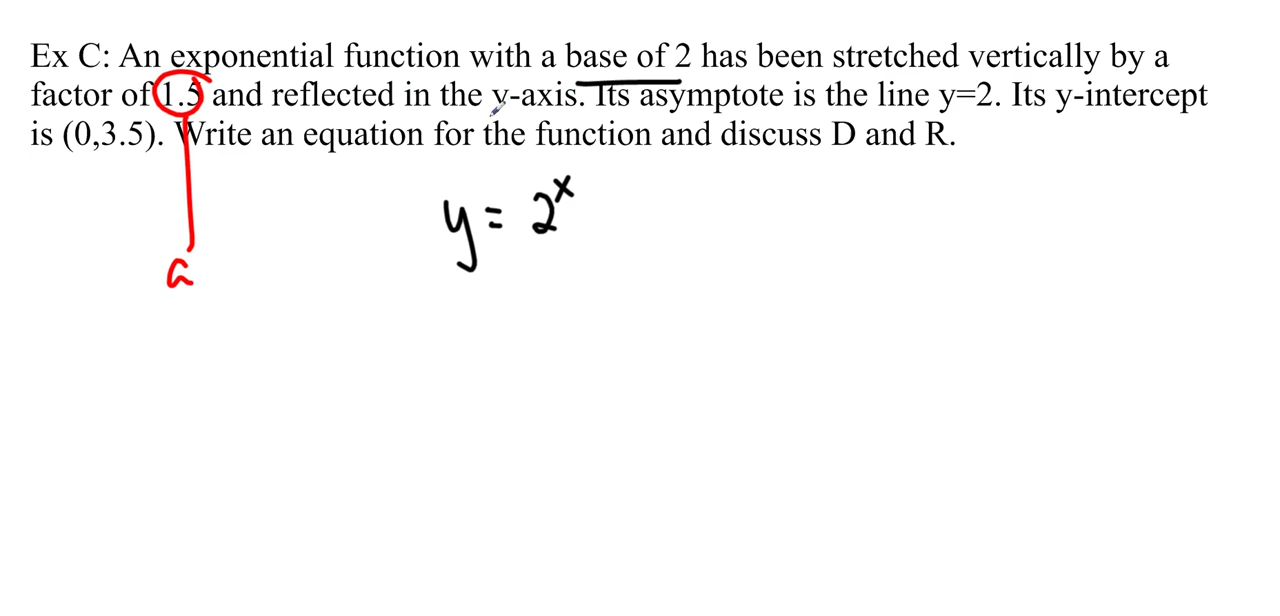 Ex C: An exponential function with a base of 2 has been stretched vertically by a
factor of 1.5 and reflected in the y-axis. Its asymptote is the line y=2. Its y-intercept
is (0,3.5). Write an equation for the function and discuss D and R.
y = 2^x
a